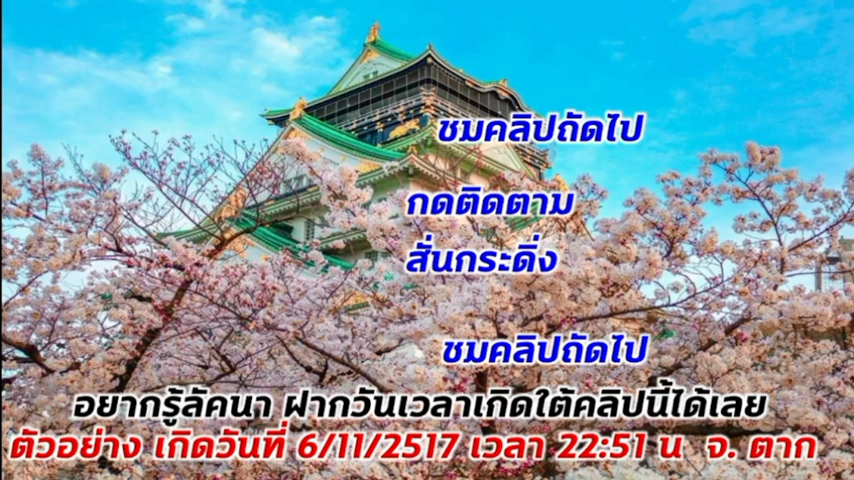 ชมคลิปถัดไป
กดติดตาม
สั่นกระดิ่ง
ชมคลิปถัดไป
อยากรู้ลัคนา ฝากวันเวลาเกิดใต้คลิปนี้ได้เลย
ตัวอย่าง เกิดวันที่ 6/11/2517 เวลา 22:51 น จ. ตาก